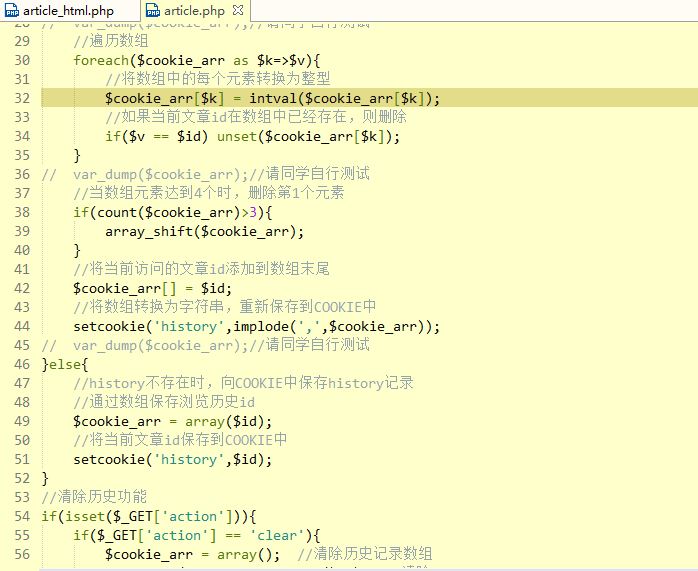 article_html.php article.php
28 // var_dump($cookie_arr);//请同学自行测试
29 //遍历数组
30 foreach($cookie_arr as $k=>$v){
31 //将数组中的每个元素转换为整型
32 $cookie_arr[$k] = intval($cookie_arr[$k]);
33 //如果当前文章id在数组中已经存在，则删除
34 if($v == $id) unset($cookie_arr[$k]);
35 }
36 // var_dump($cookie_arr);//请同学自行测试
37 //当数组元素达到4个时，删除第1个元素
38 if(count($cookie_arr)>3){
39 array_shift($cookie_arr);
40 }
41 //将当前访问的文章id添加到数组末尾
42 $cookie_arr[] = $id;
43 //将数组转换为字符串，重新保存到COOKIE中
44 setcookie('history',implode(',',$cookie_arr));
45 // var_dump($cookie_arr);//请同学自行测试
46 }else{
47 //history不存在时，向COOKIE中保存history记录
48 //通过数组保存浏览历史id
49 $cookie_arr = array($id);
50 //将当前文章id保存到COOKIE中
51 setcookie('history',$id);
52 }
53 //清除历史功能
54 if(isset($_GET['action'])){
55 if($_GET['action'] == 'clear'){
56 $cookie_arr = array(); //清除历史记录数组